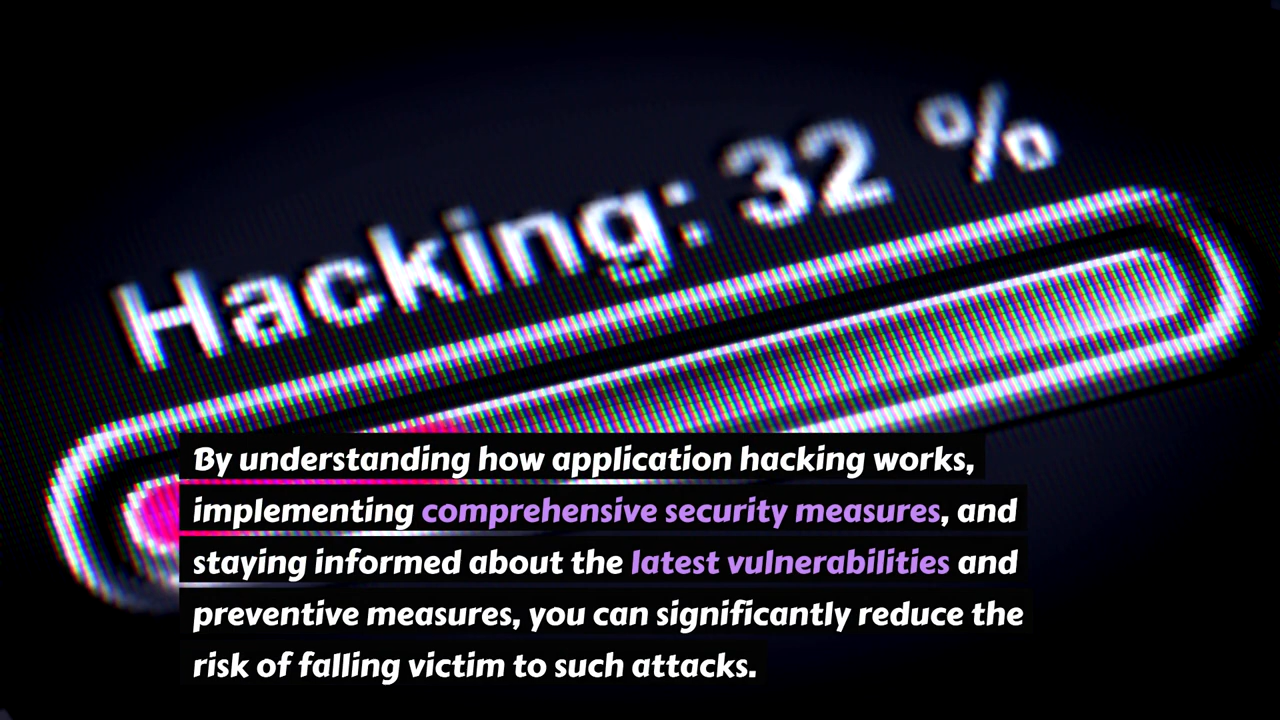 Hacking: 32 %
By understanding how application hacking works,
implementing comprehensive security measures, and
staying informed about the latest vulnerabilities and
preventive measures, you can significantly reduce the
risk of falling victim to such attacks.